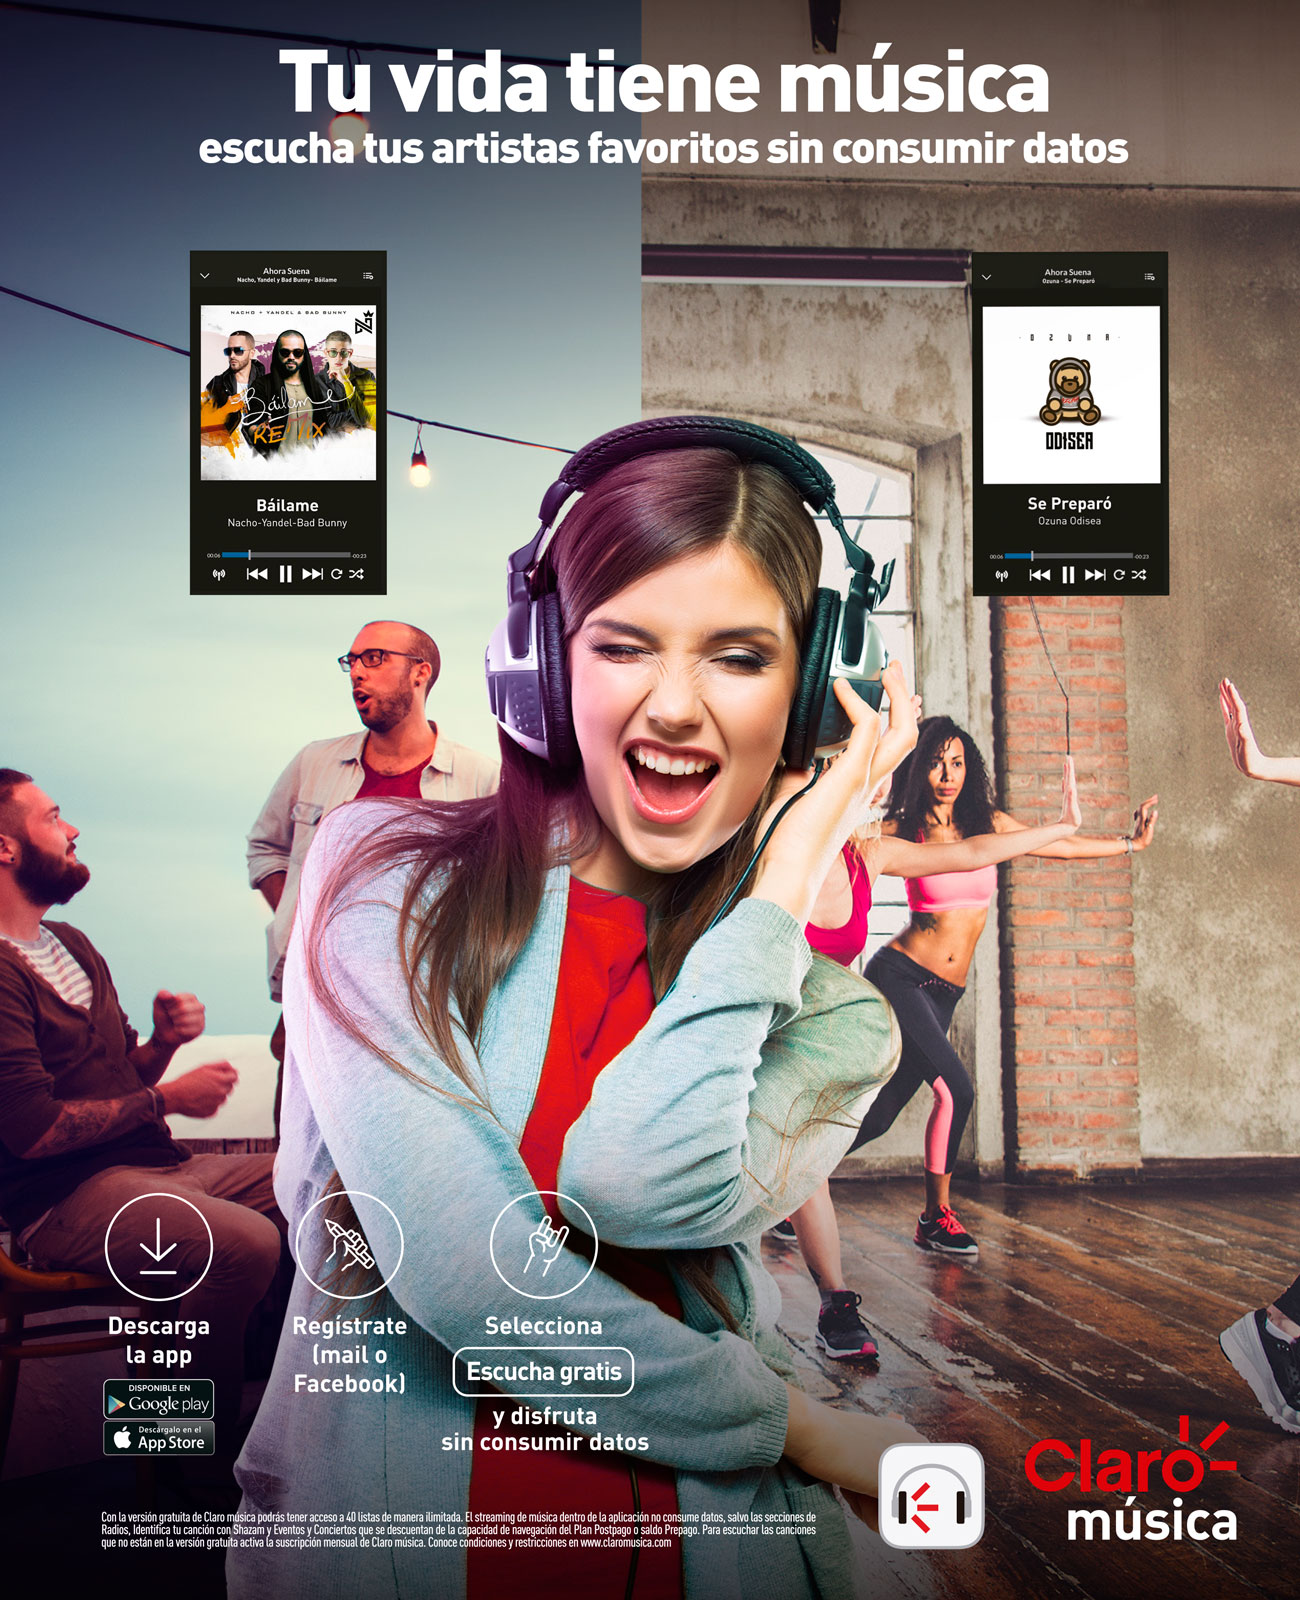 Tu vida tiene música
escucha tus artistas favoritos sin consumir datos
Ahora Suena
Nacho, Yandel y Bad Bunny- Báilame
NACHO + YANDEL & BAD BUNNY
Báilame
REMIX
Báilame
Nacho-Yandel-Bad Bunny
00:06
-00:23
Ahora Suena
Ozuna - Se Preparó
OZUNA
ODISEA
Se Preparó
Ozuna Odisea
00:06
-00:23
Descarga
la app
DISPONIBLE EN
Google play
Descárgalo en el
App Store
Regístrate
(mail o
Facebook)
Selecciona
Escucha gratis
y disfruta
sin consumir datos
Claro
música
Con la versión gratuita de Claro música podrás tener acceso a 40 listas de manera ilimitada. El streaming de música dentro de la aplicación no consume datos, salvo las secciones de
Radios, Identifica tu canción con Shazam y Eventos y Conciertos que se descuentan de la capacidad de navegación del Plan Postpago o saldo Prepago. Para escuchar las canciones
que no están en la versión gratuita activa la suscripción mensual de Claro música. Conoce condiciones y restricciones en www.claromusica.com